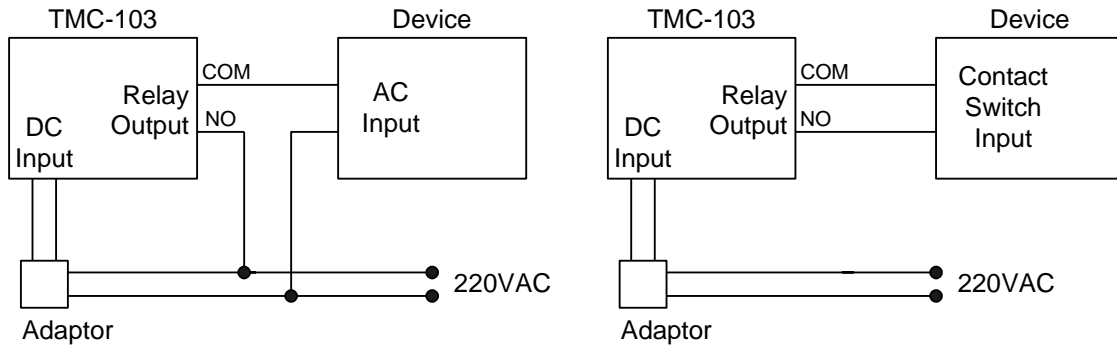 TMC-103
Device
COM
Relay
Output
NO
AC
Input
DC
Input
220VAC
Adaptor
TMC-103
Device
COM
Relay
Output
NO
Contact
Switch
Input
DC
Input
220VAC
Adaptor